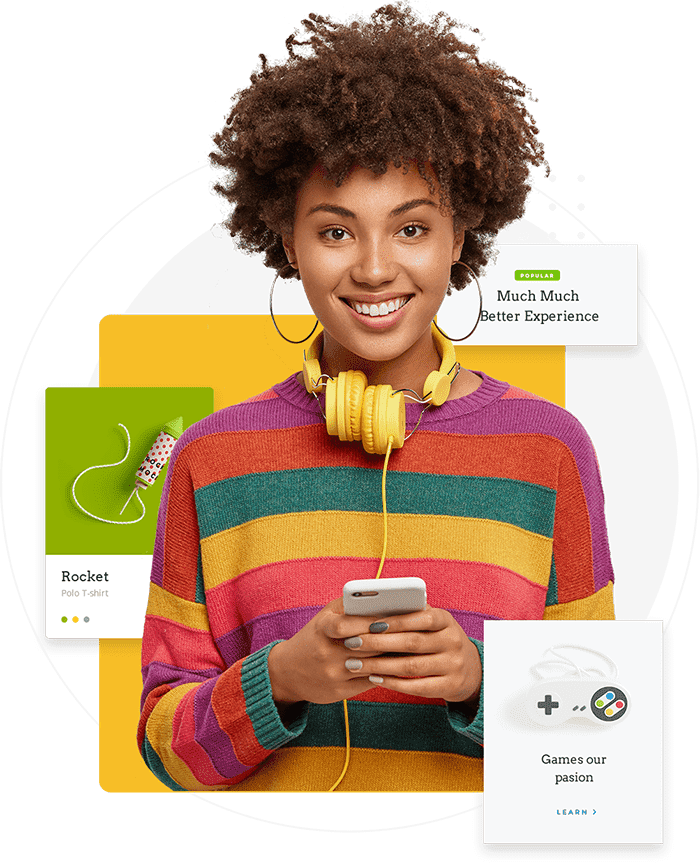 POPULAR
Much Much
Better Experience
Rocket
Polo T-shirt
Games our
pasion
LEARN >